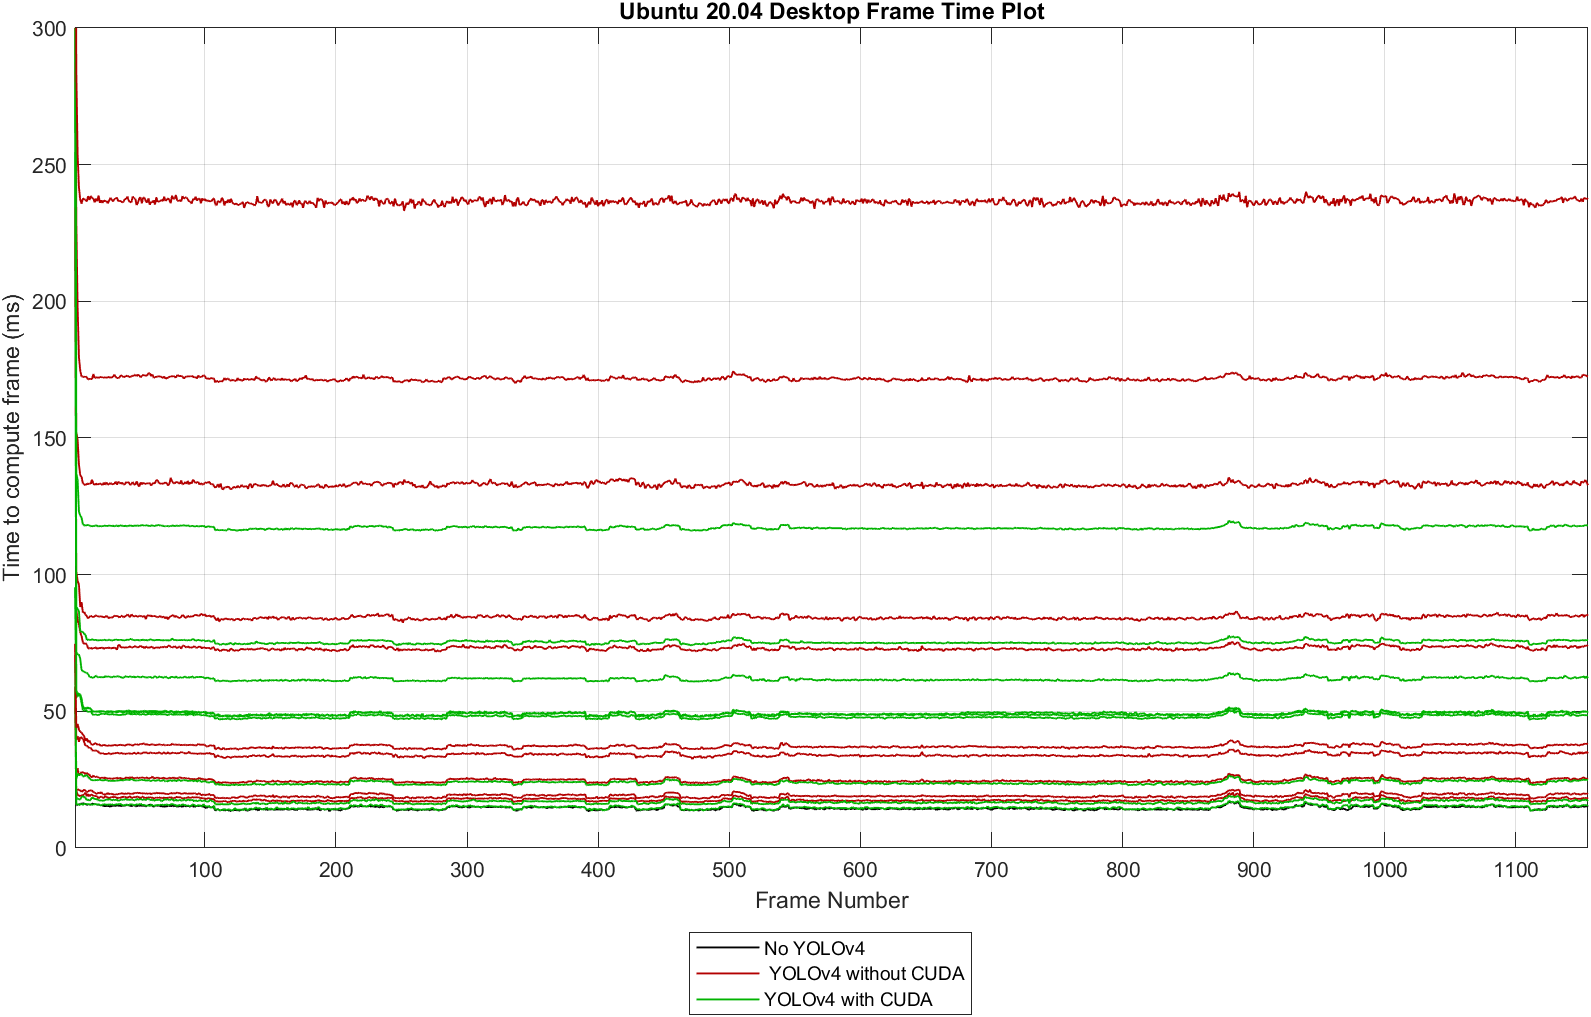 Ubuntu 20.04 Desktop Frame Time Plot
300
250
200
150
100
50
0
Time to compute frame (ms)
100 200 300 400 500 600 700 800 900 1000 1100
Frame Number
No YOLOv4
YOLOv4 without CUDA
YOLOv4 with CUDA